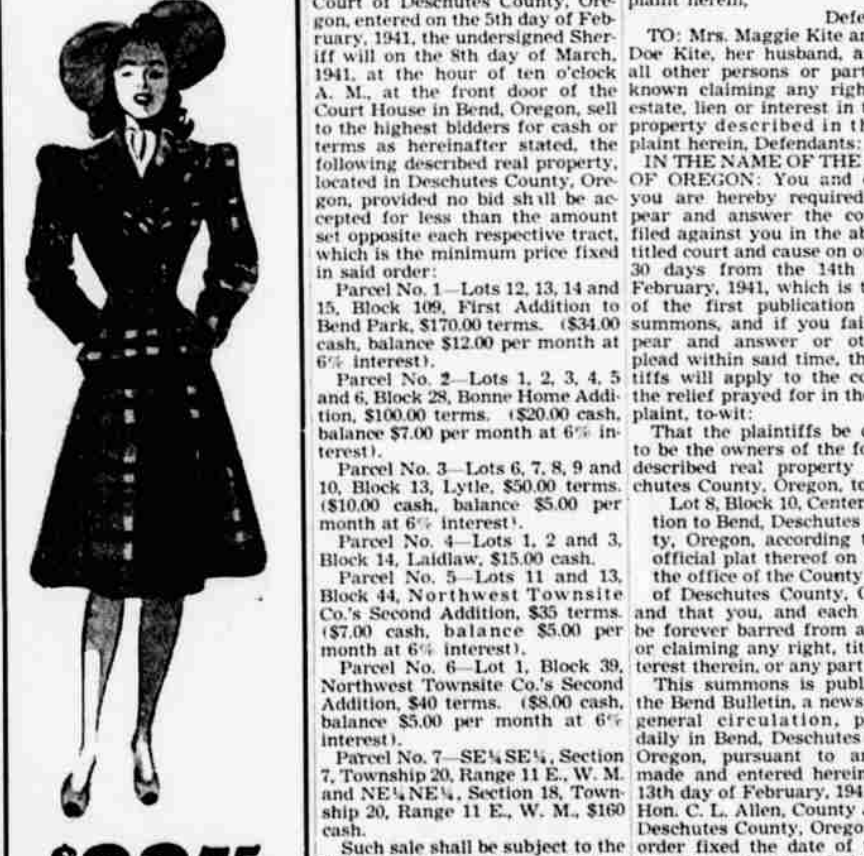 Court of Deschutes County, Ore-
gon, entered on the 5th day of Feb-
ruary, 1941, the undersigned Sher-
iff will on the 8th day of March,
1941, at the hour of ten o'clock
A. M., at the front door of the
Court House in Bend, Oregon, sell
to the highest bidders for cash or
terms as hereinafter stated, the
following described real property,
located in Deschutes County, Ore-
gon, provided no bid shall be ac-
cepted for less than the amount
set opposite each respective tract,
which is the minimum price fixed
in said order:
Parcel No. 1—Lots 12, 13, 14 and
15, Block 109, First Addition to
Bend Park, $170.00 terms. ($34.00
cash, balance $12.00 per month at
6% interest).
Parcel No. 2—Lots 1, 2, 3, 4, 5
and 6, Block 28, Bonne Home Addi-
tion, $100.00 terms. ($20.00 cash,
balance $7.00 per month at 6% in-
terest).
Parcel No. 3—Lots 6, 7, 8, 9 and
10, Block 13, Lytle, $50.00 terms.
($10.00 cash, balance $5.00 per
month at 6% interest).
Parcel No. 4—Lots 1, 2 and 3,
Block 14, Laidlaw, $15.00 cash.
Parcel No. 5—Lots 11 and 13,
Block 44, Northwest Townsite
Co.'s Second Addition, $35 terms.
($7.00 cash, balance $5.00 per
month at 6% interest).
Parcel No. 6—Lot 1, Block 39,
Northwest Townsite Co.'s Second
Addition, $40 terms. ($8.00 cash,
balance $5.00 per month at 6%
interest).
Parcel No. 7—SE¼SE¼, Section
7, Township 20, Range 11 E., W. M.
and NE¼NE¼, Section 18, Town-
ship 20, Range 11 E., W. M., $160
cash.
Such sale shall be subject to the
plaint herein,
Defe
TO: Mrs. Maggie Kite an
Doe Kite, her husband, a
all other persons or part
known claiming any righ
estate, lien or interest in
property described in th
plaint herein, Defendants:
IN THE NAME OF THE
OF OREGON: You and
you are hereby required
pear and answer the co
filed against you in the ab
titled court and cause on o
30 days from the 14th
February, 1941, which is t
of the first publication
summons, and if you fai
pear and answer or ot
plead within said time, th
tiffs will apply to the co
the relief prayed for in the
plaint, to-wit:
That the plaintiffs be
to be the owners of the fo
described real property
chutes County, Oregon, to
Lot 8, Block 10, Center
tion to Bend, Deschutes
ty, Oregon, according t
official plat thereof on
the office of the County
of Deschutes County, O
and that you, and each
be forever barred from a
or claiming any right, tit
terest therein, or any part
This summons is publ
the Bend Bulletin, a news
general circulation, p
daily in Bend, Deschutes
Oregon, pursuant to an
made and entered herein
13th day of February, 194
Hon. C. L. Allen, County
Deschutes County, Orego
order fixed the date of